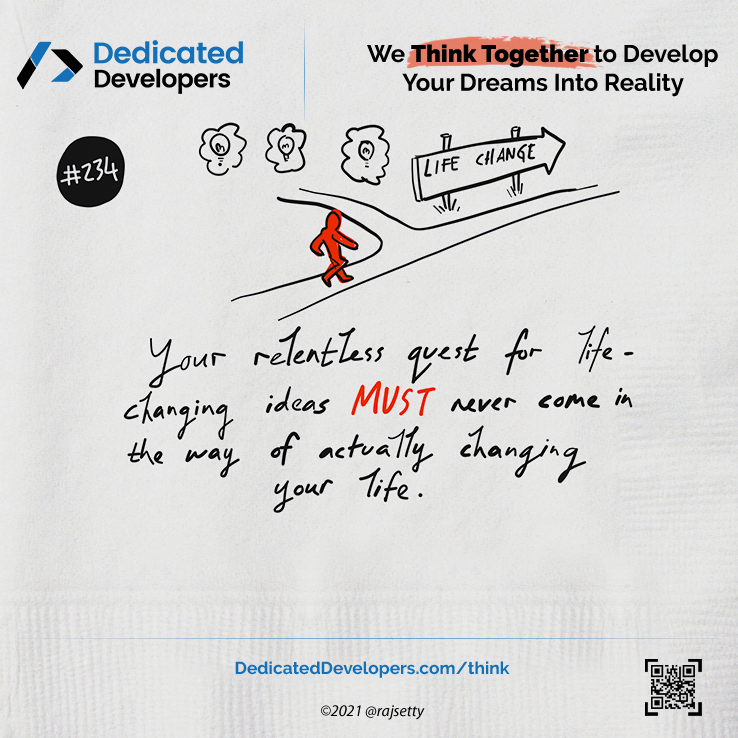 Dedicated
Developers
We Think Together to Develop
Your Dreams Into Reality
#234
LIFE CHANGE
Your relentless quest for life-
changing ideas MUST never come in
the way of actually changing
your life.
DedicatedDevelopers.com/think
©2021 @rajsetty